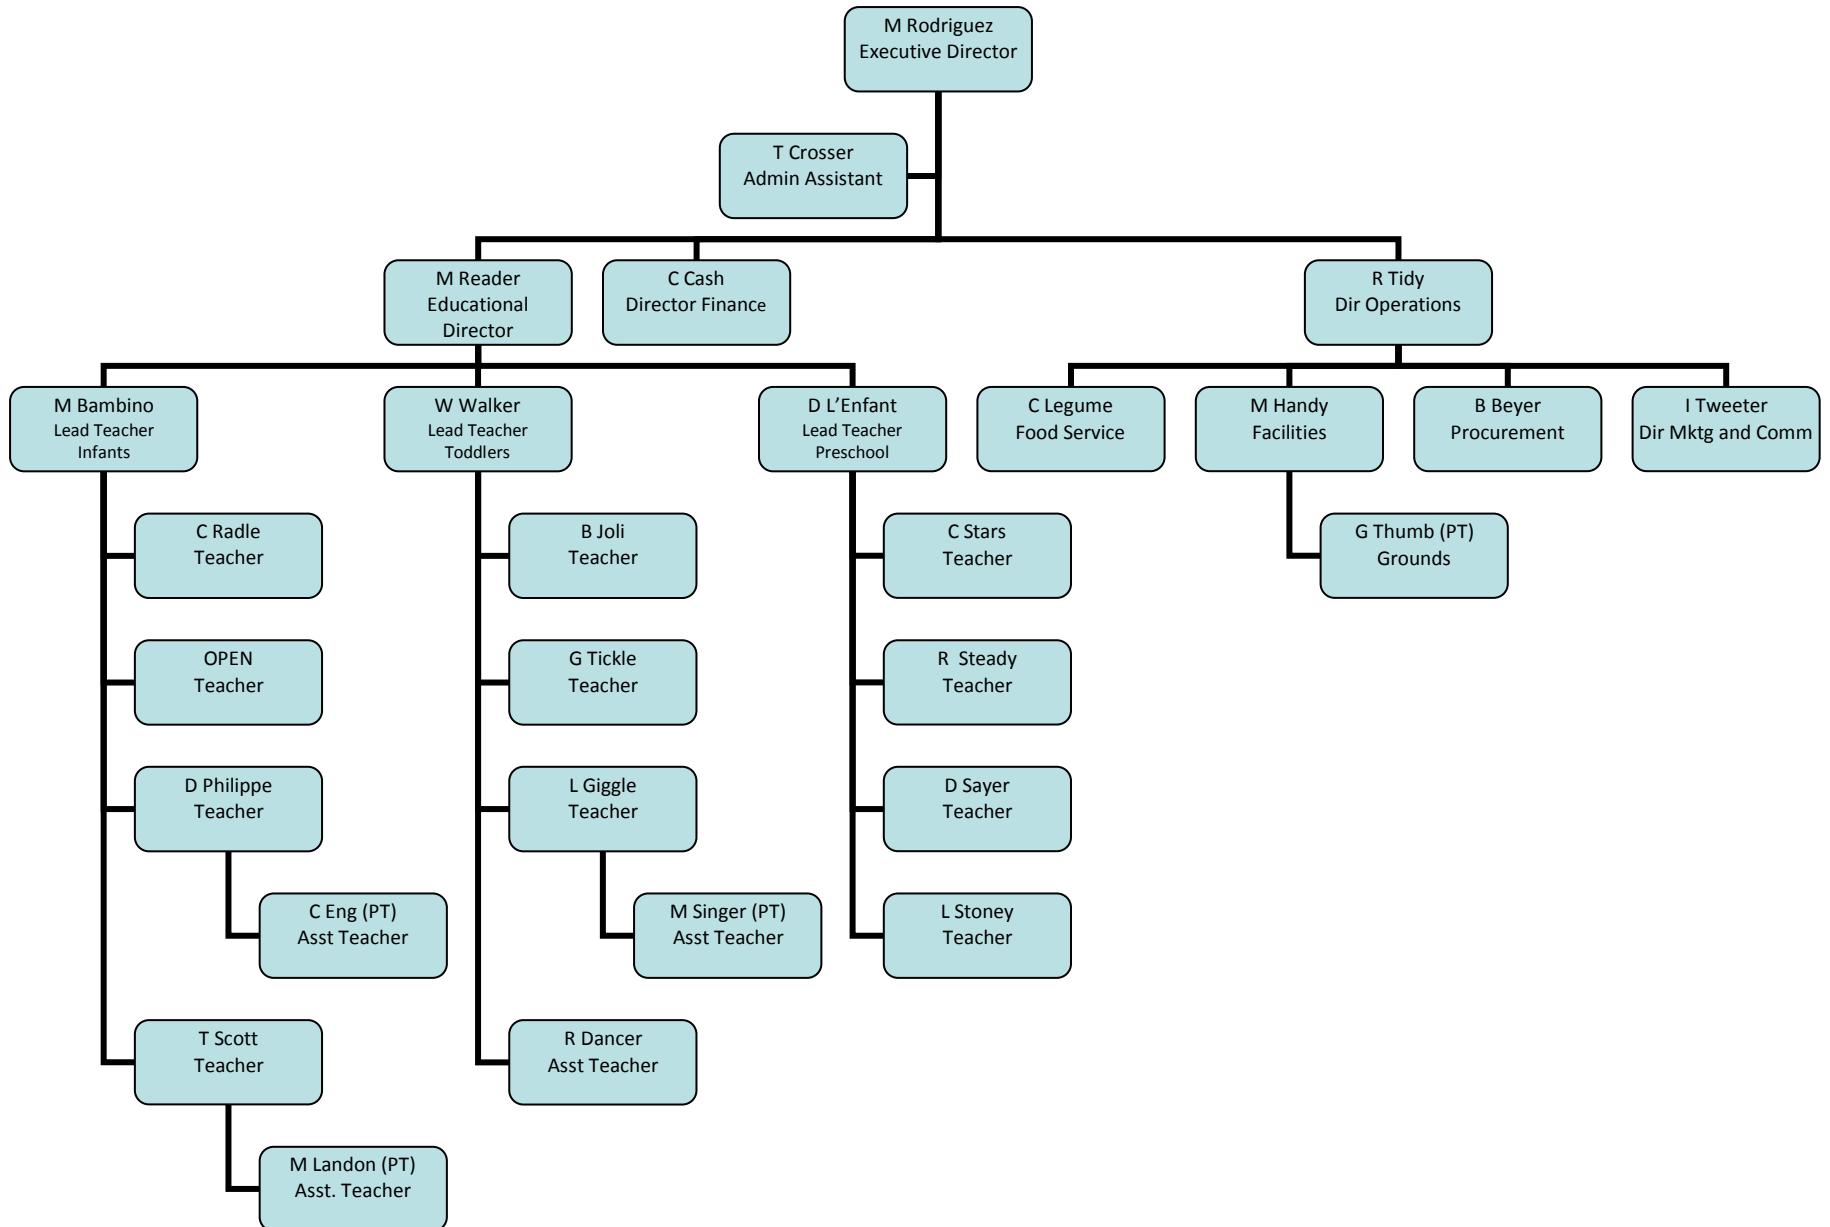 M Rodriguez
Executive Director
T Crosser
Admin Assistant
M Reader
Educational
Director
C Cash
Director Finance
R Tidy
Dir Operations
M Bambino
Lead Teacher
Infants
W Walker
Lead Teacher
Toddlers
D L’Enfant
Lead Teacher
Preschool
C Legume
Food Service
M Handy
Facilities
B Beyer
Procurement
I Tweeter
Dir Mktg and Comm
C Radle
Teacher
B Joli
Teacher
C Stars
Teacher
G Thumb (PT)
Grounds
OPEN
Teacher
G Tickle
Teacher
R  Steady
Teacher
D Philippe
Teacher
L Giggle
Teacher
D Sayer
Teacher
C Eng (PT)
Asst Teacher
M Singer (PT)
Asst Teacher
L Stoney
Teacher
T Scott
Teacher
R Dancer
Asst Teacher
M Landon (PT)
Asst. Teacher